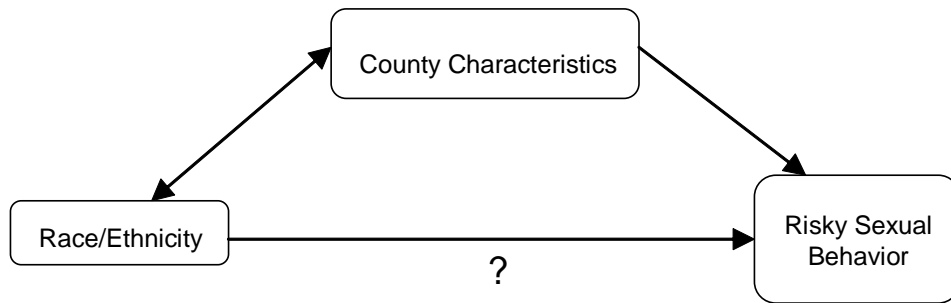 County Characteristics
Race/Ethnicity
?
Risky Sexual
Behavior